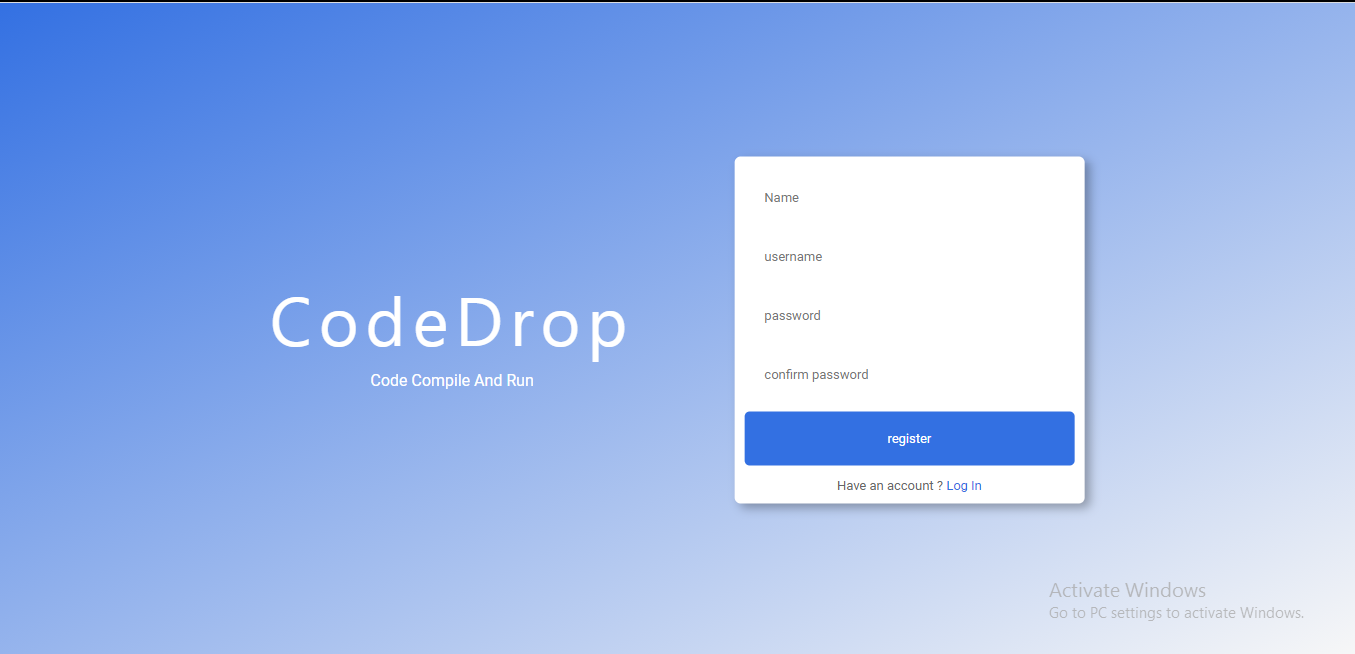 CodeDrop
Code Compile And Run
Name
username
password
confirm password
register
Have an account ? Log In
Activate Windows
Go to PC settings to activate Windows.